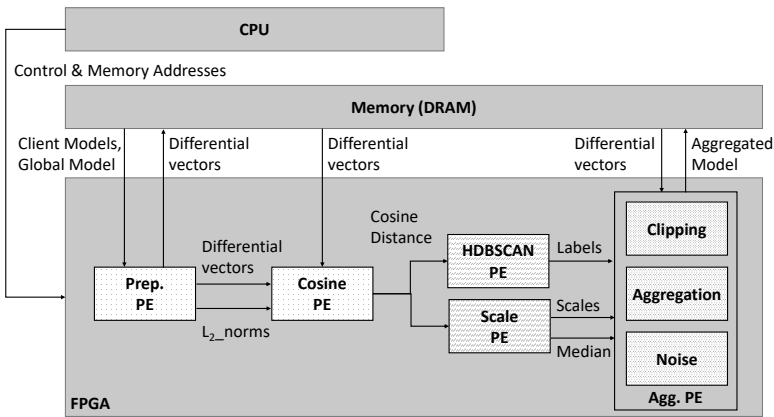 CPU
Control & Memory Addresses
Memory (DRAM)
Client Models,
Global Model
Differential
vectors
Differential
vectors
Differential
vectors
Aggregated
Model
Cosine
Distance
Differential
vectors
Prep.
PE
L₂_norms
Cosine
PE
HDBSCAN
PE
Labels
Scale
PE
Scales
Median
Clipping
Aggregation
Noise
Agg. PE
FPGA